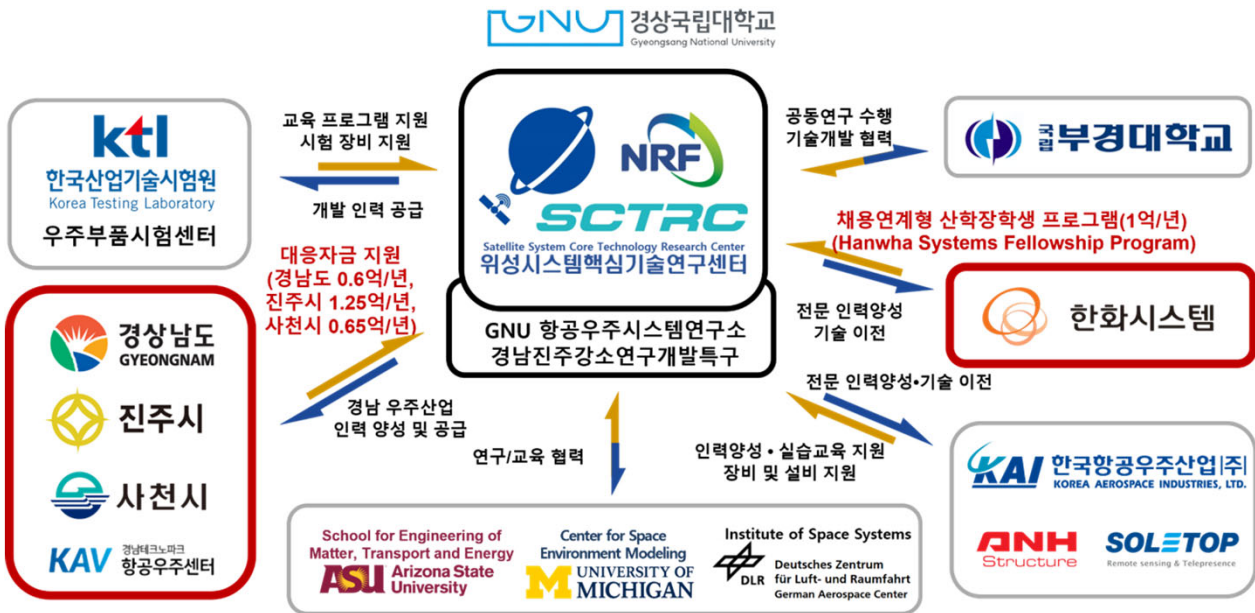 GNU 경상국립대학교
Gyeongsang National University
ktl
한국산업기술시험원
Korea Testing Laboratory
우주부품시험센터
교육 프로그램 지원
시험 장비 지원
개발 인력 공급
NRF
SCTRC
Satellite System Core Technology Research Center
위성시스템핵심기술연구센터
GNU 항공우주시스템연구소
경남진주강소연구개발특구
공동연구 수행
기술개발 협력
국립 부경대학교
채용연계형 산학장학생 프로그램(1억/년)
(Hanwha Systems Fellowship Program)
전문 인력양성
기술 이전
한화시스템
대응자금 지원
(경남도 0.6억/년,
진주시 1.25억/년,
사천시 0.65억/년)
경상남도
GYEONGNAM
진주시
사천시
KAV 경남테크노파크
항공우주센터
경남 우주산업
인력 양성 및 공급
연구/교육 협력
전문 인력양성•기술 이전
인력양성 • 실습교육 지원
장비 및 설비 지원
KAI 한국항공우주산업(주)
KOREA AEROSPACE INDUSTRIES, LTD.
ANH
Structure
SOLETOP
Remote sensing & Telepresence
School for Engineering of
Matter, Transport and Energy
ASU Arizona State
University
Center for Space
Environment Modeling
M UNIVERSITY OF
MICHIGAN
Institute of Space Systems
DLR
Deutsches Zentrum
für Luft- und Raumfahrt
German Aerospace Center